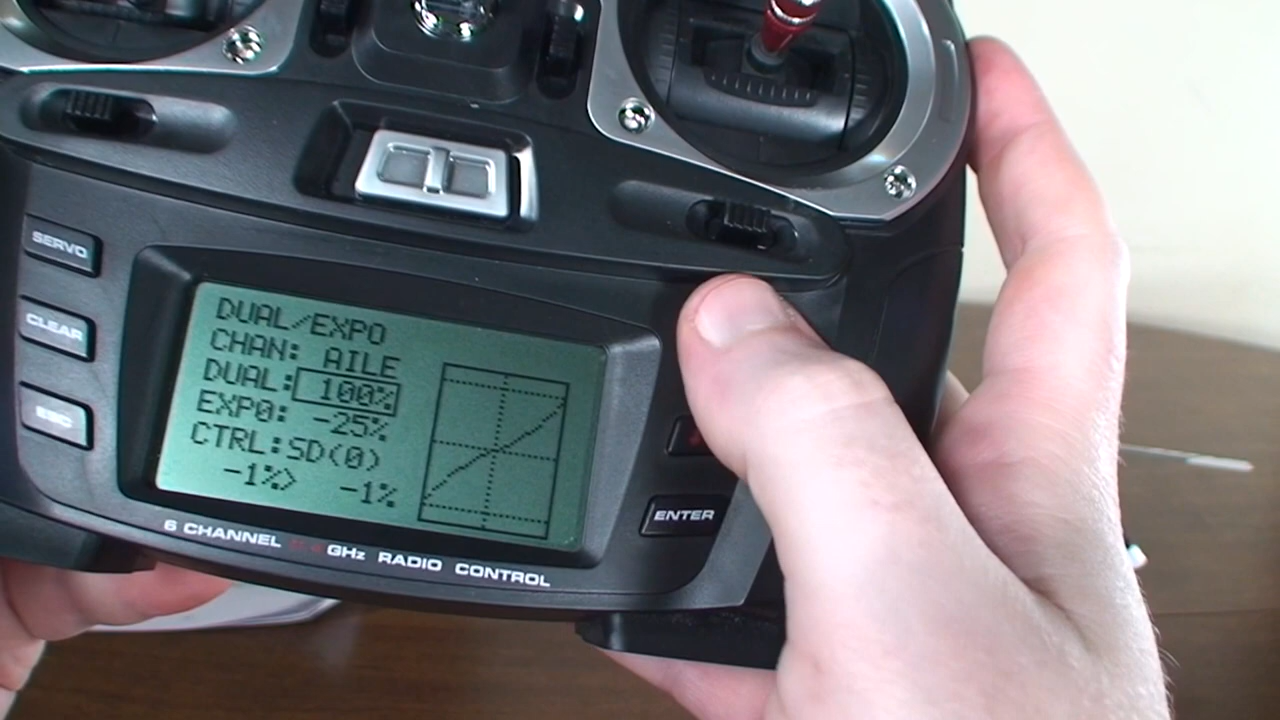 SERVO
CLEAR
ESC
DUAL/EXPO
CHAN: AILE
DUAL: 100%
EXPO: -25%
CTRL:SD(0)
-1%> -1%
ENTER
6 CHANNEL 2.4 GHz RADIO CONTROL